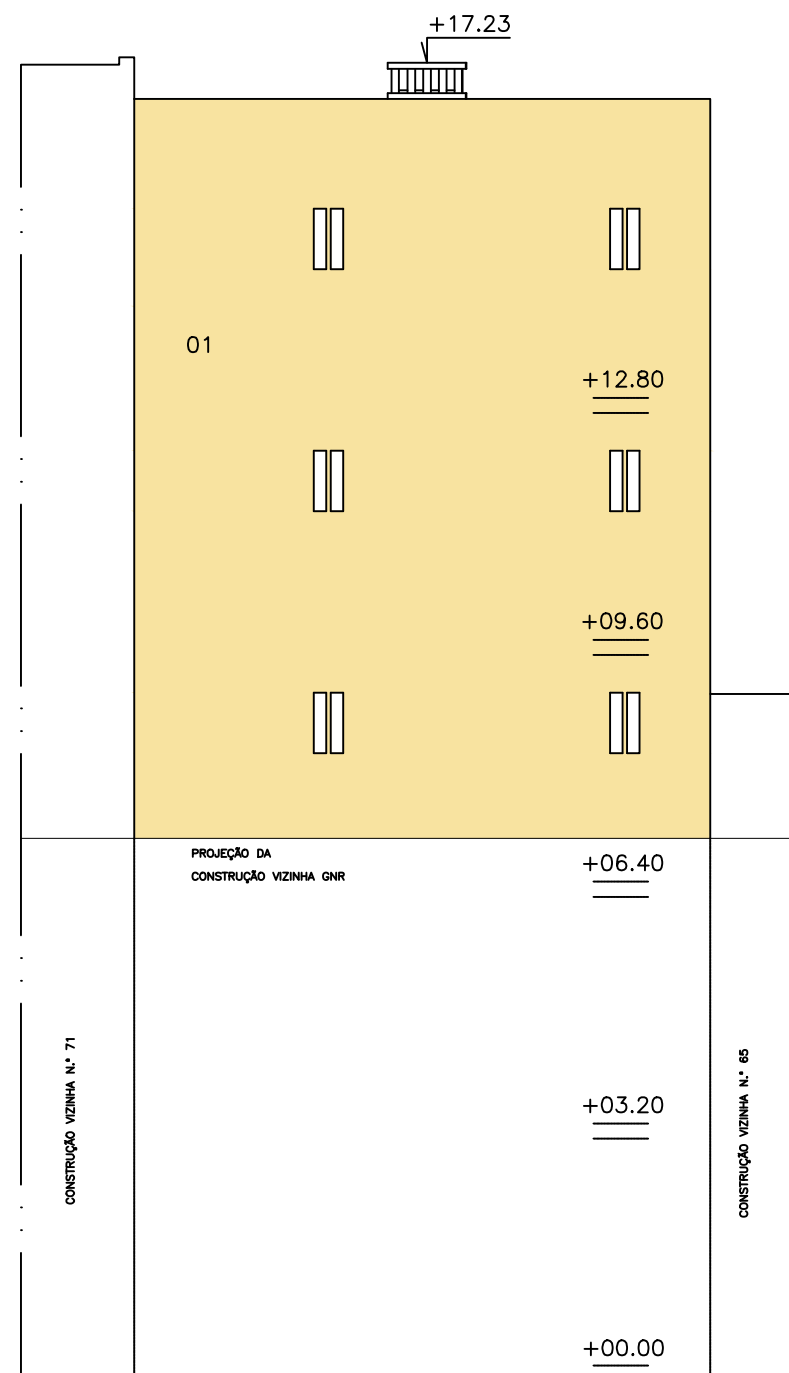 +17.23
01
+12.80
+09.60
PROJEÇÃO DA
CONSTRUÇÃO VIZINHA GNR
+06.40
CONSTRUÇÃO VIZINHA N.º 71
CONSTRUÇÃO VIZINHA N.º 65
+03.20
+00.00